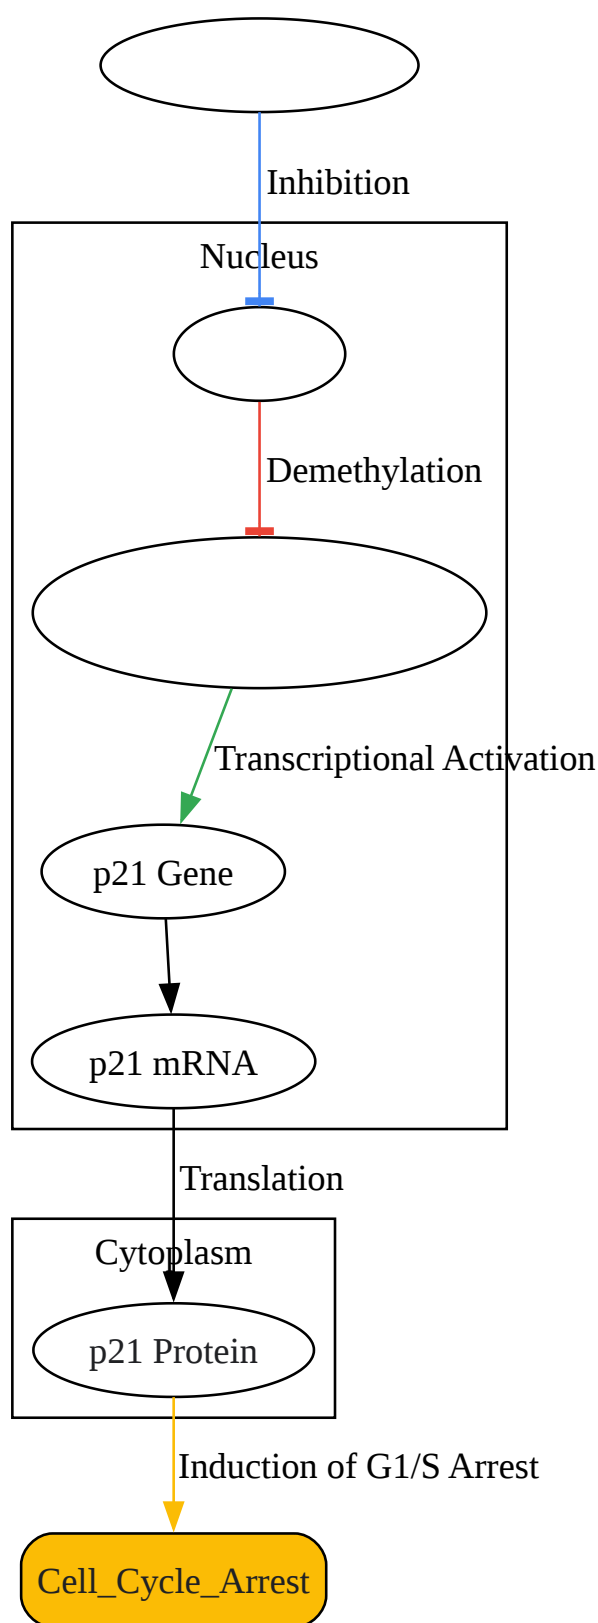 Inhibition
Nucleus
Demethylation
Transcriptional Activation
p21 Gene
p21 mRNA
Translation
Cytoplasm
p21 Protein
Induction of G1/S Arrest
Cell_Cycle_Arrest